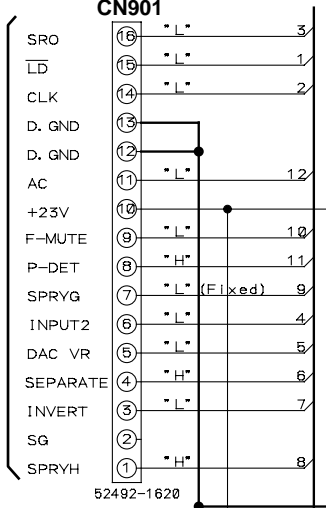 CN901
SRO 16 "L" 3
LD 15 "L" 1
CLK 14 "L" 2
D. GND 13
D. GND 12
AC 11 "L" 12
+23V 10
F-MUTE 9 "L" 10
P-DET 8 "H" 11
SPRYG 7 "L" (Fixed) 9
INPUT2 6 "L" 4
DAC VR 5 "L" 5
SEPARATE 4 "H" 6
INVERT 3 "L" 7
SG 2
SPRYH 1 "H" 8
52492-1620